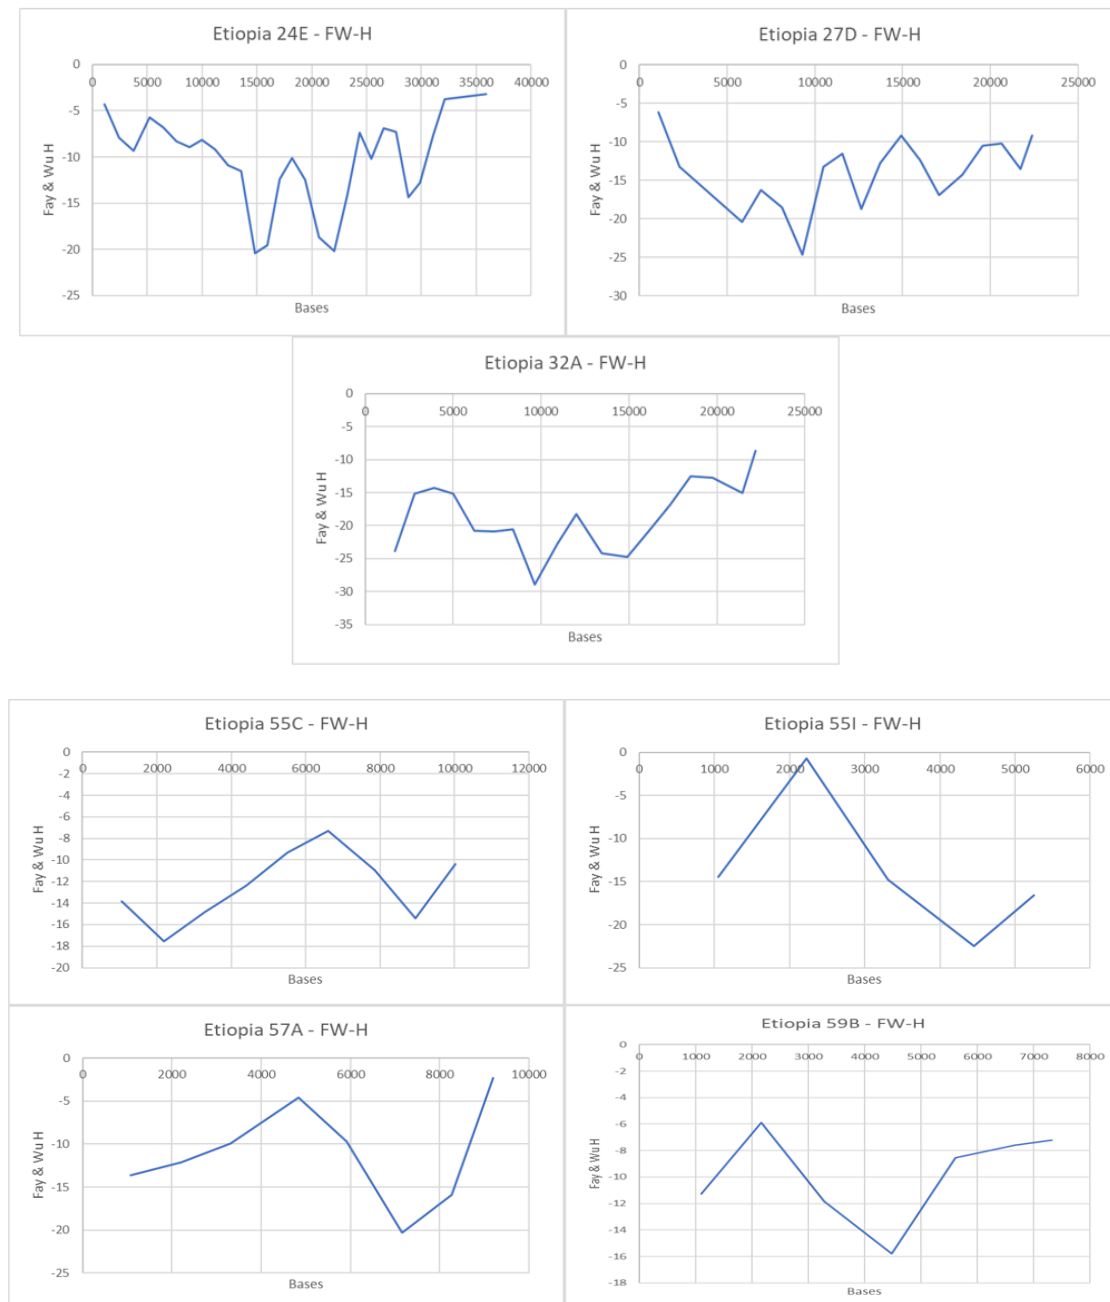 Etiopia 24E - FW-H
0
0 5000 10000 15000 20000 25000 30000 35000 40000
-5
-10
-15
-20
-25
Fay & Wu H
Bases
Etiopia 27D - FW-H
0
0 5000 10000 15000 20000 25000
-5
-10
-15
-20
-25
-30
Fay & Wu H
Bases
Etiopia 32A - FW-H
0
0 5000 10000 15000 20000 25000
-5
-10
-15
-20
-25
-30
-35
Fay & Wu H
Bases
Etiopia 55C - FW-H
0
0 2000 4000 6000 8000 10000 12000
-2
-4
-6
-8
-10
-12
-14
-16
-18
-20
Fay & Wu H
Bases
Etiopia 55I - FW-H
0
0 1000 2000 3000 4000 5000 6000
-5
-10
-15
-20
-25
Fay & Wu H
Bases
Etiopia 57A - FW-H
0
0 2000 4000 6000 8000 10000
-5
-10
-15
-20
-25
Fay & Wu H
Bases
Etiopia 59B - FW-H
0
0 1000 2000 3000 4000 5000 6000 7000 8000
-2
-4
-6
-8
-10
-12
-14
-16
-18
Fay & Wu H
Bases